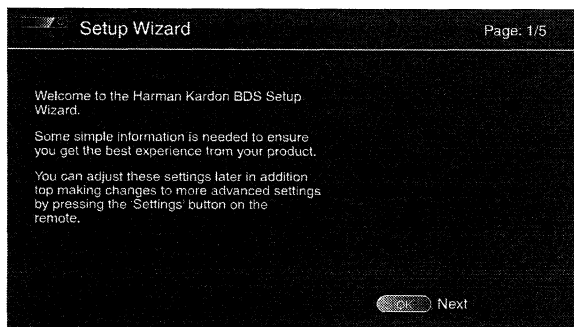 Setup Wizard
Page: 1/5
Welcome to the Harman Kardon BDS Setup
Wizard.
Some simple information is needed to ensure
you get the best experience from your product.
You can adjust these settings later in addition
top making changes to more advanced settings
by pressing the 'Settings' button on the
remote.
OK Next